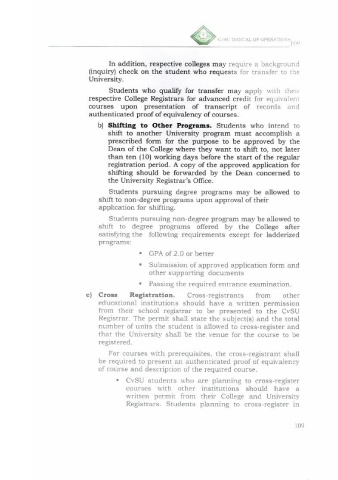 CvSU MANUAL OF OPERATIONS
In addition, respective colleges may require a background
(inquiry) check on the student who requests for transfer to the
University.
Students who qualify for transfer may apply with their
respective College Registrars for advanced credit for equivalent
courses upon presentation of transcript of records and
authenticated proof of equivalency of courses.
b) Shifting to Other Programs. Students who intend to
shift to another University program must accomplish a
prescribed form for the purpose to be approved by the
Dean of the College where they want to shift to, not later
than ten (10) working days before the start of the regular
registration period. A copy of the approved application for
shifting should be forwarded by the Dean concerned to
the University Registrar's Office.
Students pursuing degree programs may be allowed to
shift to non-degree programs upon approval of their
application for shifting.
Students pursuing non-degree program may be allowed to
shift to degree programs offered by the College after
satisfying the following requirements except for ladderized
programs:
• GPA of 2.0 or better
• Submission of approved application form and
other supporting documents
• Passing the required entrance examination.
c) Cross Registration. Cross-registrants from other
educational institutions should have a written permission
from their school registrar to be presented to the CvSU
Registrar. The permit shall state the subject(s) and the total
number of units the student is allowed to cross-register and
that the University shall be the venue for the course to be
registered.
For courses with prerequisites, the cross-registrant shall
be required to present an authenticated proof of equivalency
of course and description of the required course.
• CvSU students who are planning to cross-register
courses with other institutions should have a
written permit from their College and University
Registrars. Students planning to cross-register in
109